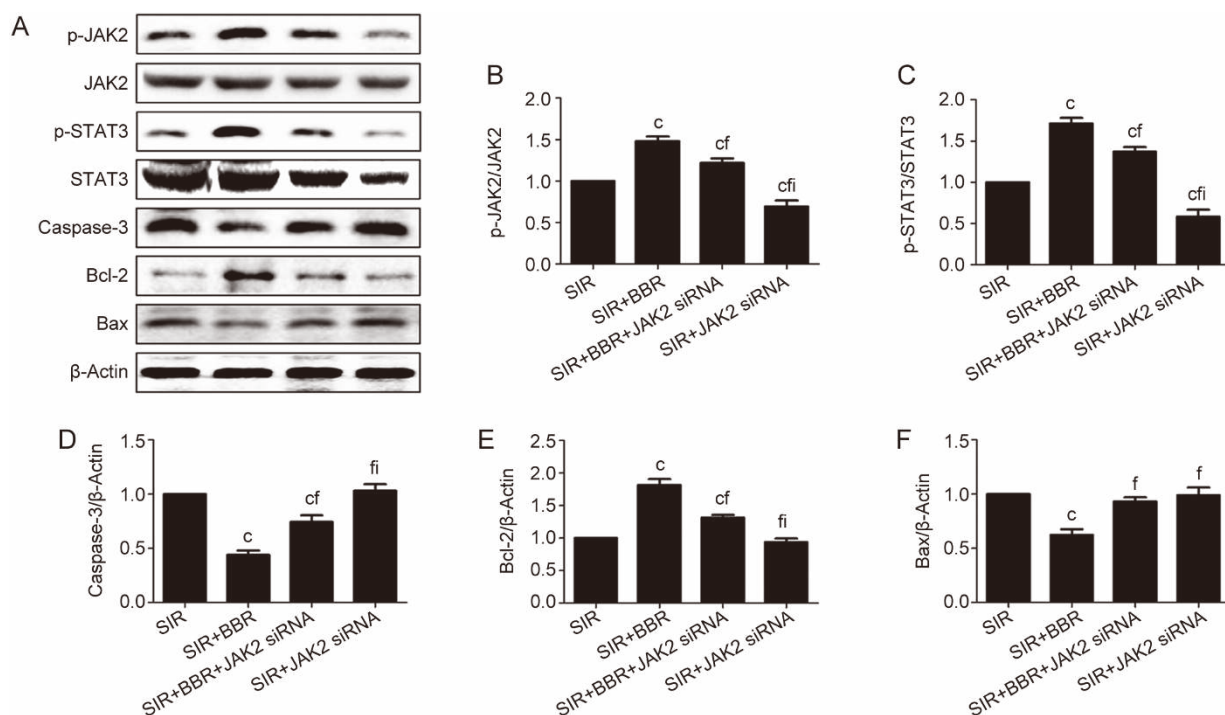 A
p-JAK2
JAK2
p-STAT3
STAT3
Caspase-3
Bcl-2
Bax
β-Actin
B
p-JAK2/JAK2
2.0
1.5
1.0
0.5
0.0
c
cf
cfi
SIR
SIR+BBR
SIR+BBR+JAK2 siRNA
SIR+JAK2 siRNA
C
p-STAT3/STAT3
2.0
1.5
1.0
0.5
0.0
c
cf
cfi
SIR
SIR+BBR
SIR+BBR+JAK2 siRNA
SIR+JAK2 siRNA
D
Caspase-3/β-Actin
1.5
1.0
0.5
0.0
c
cf
fi
SIR
SIR+BBR
SIR+BBR+JAK2 siRNA
SIR+JAK2 siRNA
E
Bcl-2/β-Actin
2.5
2.0
1.5
1.0
0.5
0.0
c
cf
fi
SIR
SIR+BBR
SIR+BBR+JAK2 siRNA
SIR+JAK2 siRNA
F
Bax/β-Actin
1.5
1.0
0.5
0.0
c
f
f
SIR
SIR+BBR
SIR+BBR+JAK2 siRNA
SIR+JAK2 siRNA